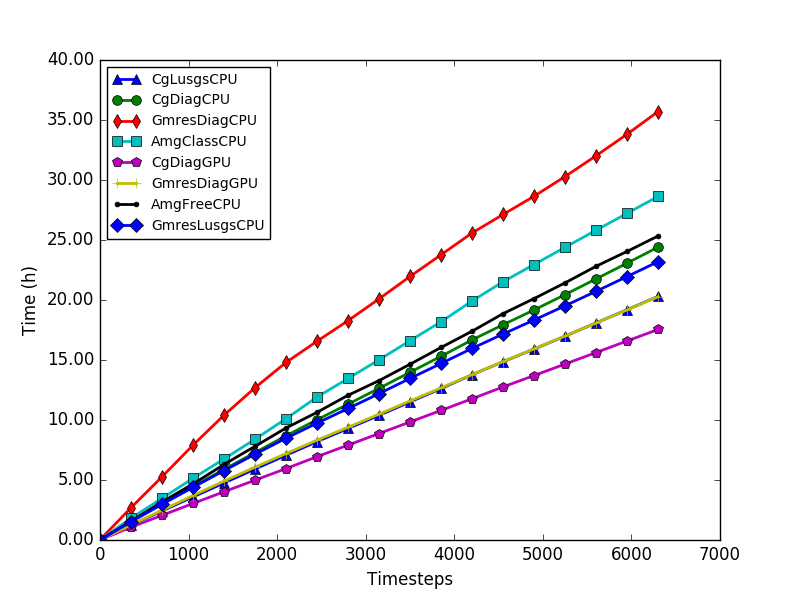 40.00
35.00
30.00
25.00
20.00
15.00
10.00
5.00
0.00
Time (h)
CgLusgsCPU
CgDiagCPU
GmresDiagCPU
AmgClassCPU
CgDiagGPU
GmresDiagGPU
AmgFreeCPU
GmresLusgsCPU
0 1000 2000 3000 4000 5000 6000 7000
Timesteps